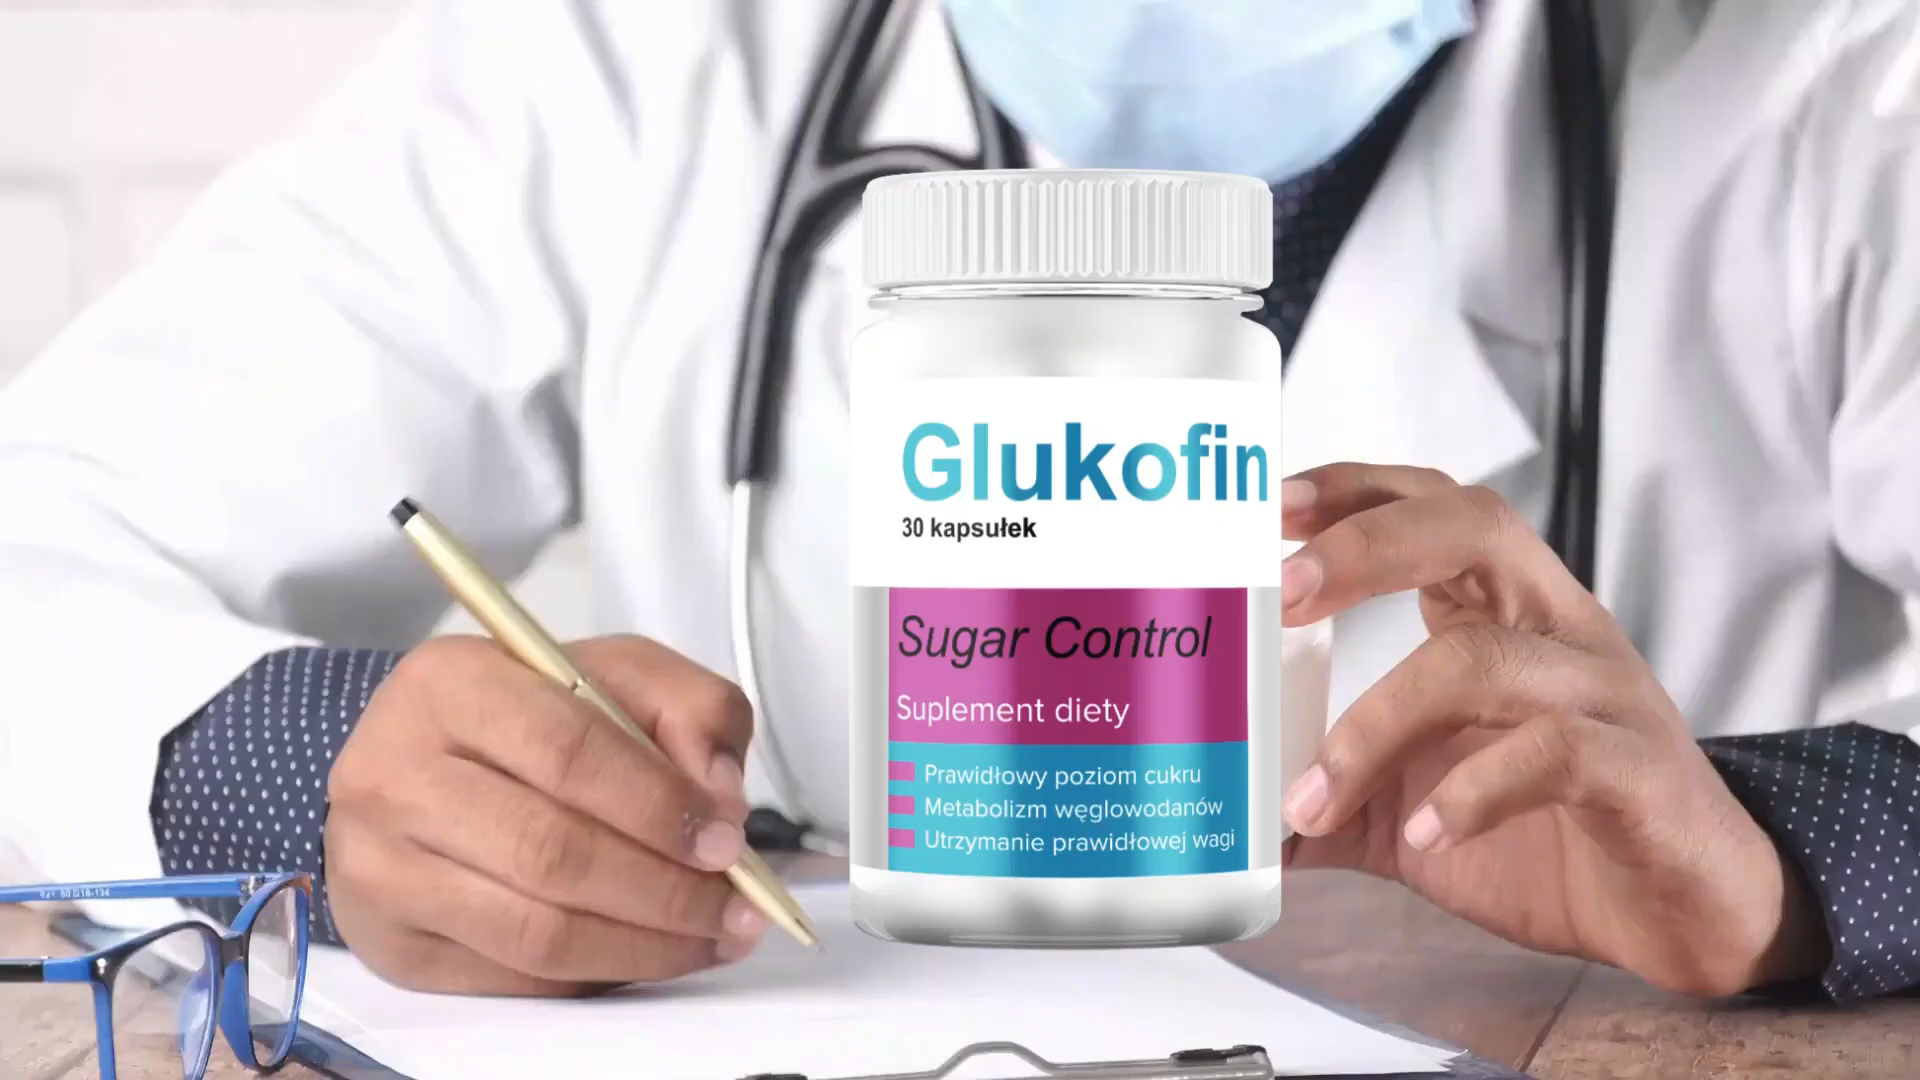 Glukofin
30 kapsułek
Sugar Control
Suplement diety
Prawidłowy poziom cukru
Metabolizm węglowodanów
Utrzymanie prawidłowej wagi